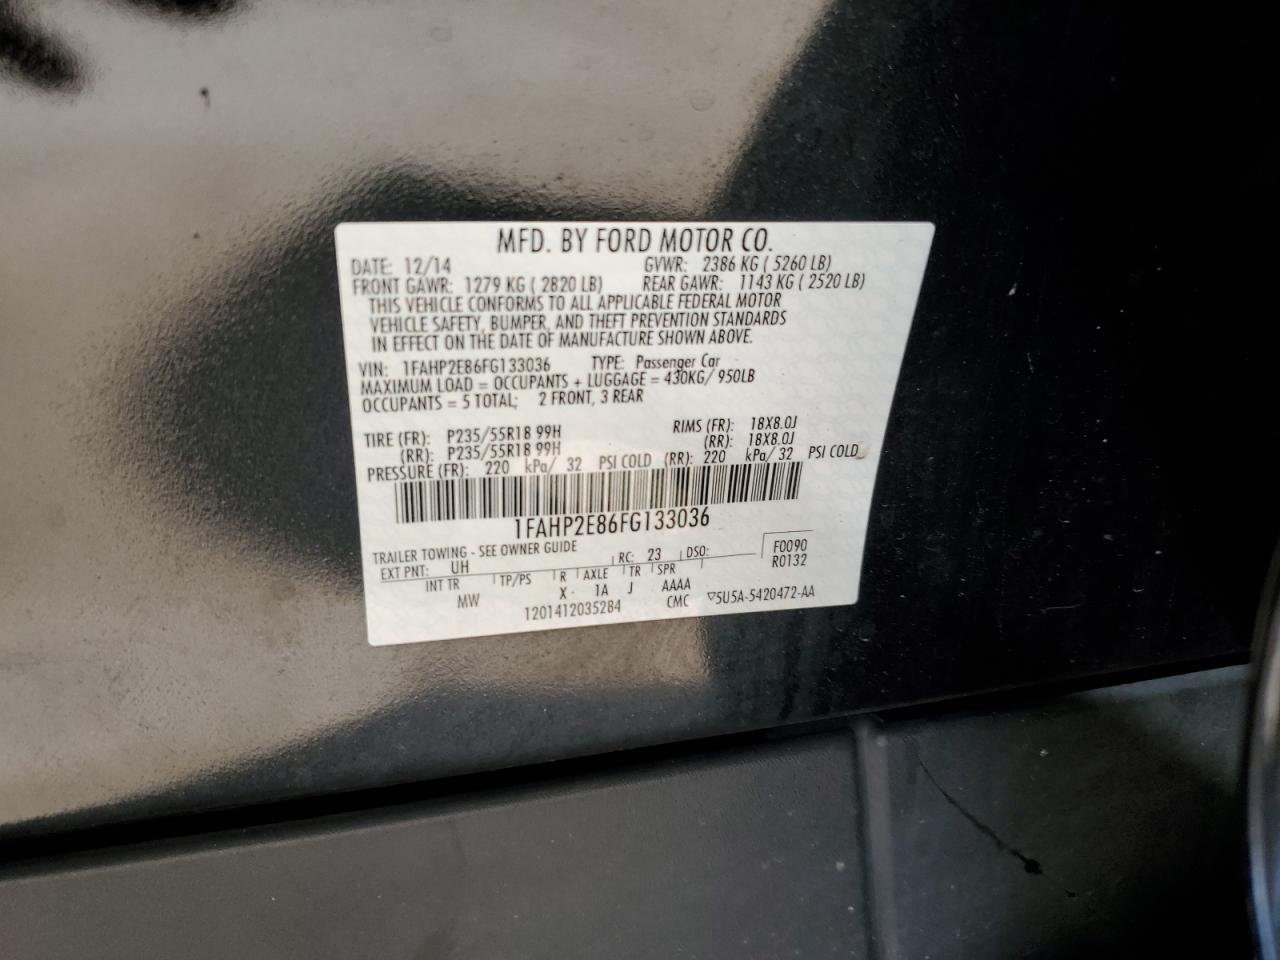 MFD. BY FORD MOTOR CO.
DATE: 12/14 GVWR: 2386 KG ( 5260 LB)
FRONT GAWR: 1279 KG ( 2820 LB) REAR GAWR: 1143 KG ( 2520 LB)
THIS VEHICLE CONFORMS TO ALL APPLICABLE FEDERAL MOTOR
VEHICLE SAFETY, BUMPER, AND THEFT PREVENTION STANDARDS
IN EFFECT ON THE DATE OF MANUFACTURE SHOWN ABOVE.
VIN: 1FAHP2E86FG133036 TYPE: Passenger Car
MAXIMUM LOAD = OCCUPANTS + LUGGAGE = 430KG/ 950LB
OCCUPANTS = 5 TOTAL; 2 FRONT, 3 REAR
TIRE (FR): P235/55R18 99H RIMS (FR): 18X8.0J
(RR): P235/55R18 99H (RR): 18X8.0J
PRESSURE (FR): 220 kPa/ 32 PSI COLD (RR): 220 kPa/ 32 PSI COLD
1FAHP2E86FG133036
TRAILER TOWING - SEE OWNER GUIDE F0090
EXT PNT: UH RC: 23 DSO: R0132
INT TR TP/PS R AXLE TR SPR
MW X- 1A J AAAA
1201412035284 CMC ▽5U5A-5420472-AA